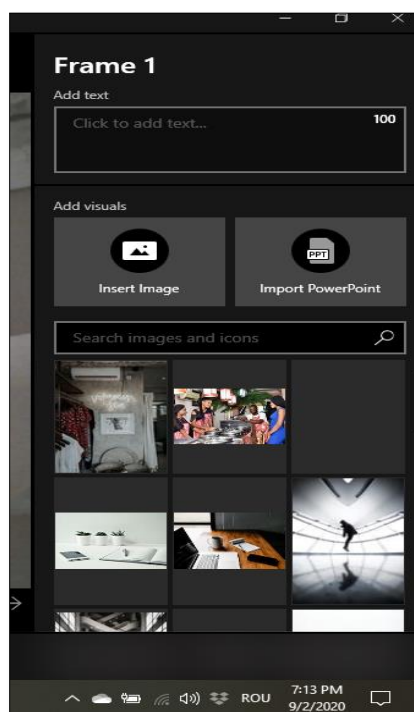 Frame 1
Add text
Click to add text...
100
Add visuals
PPT
Insert Image
Import PowerPoint
Search images and icons
ROU
7:13 PM
9/2/2020